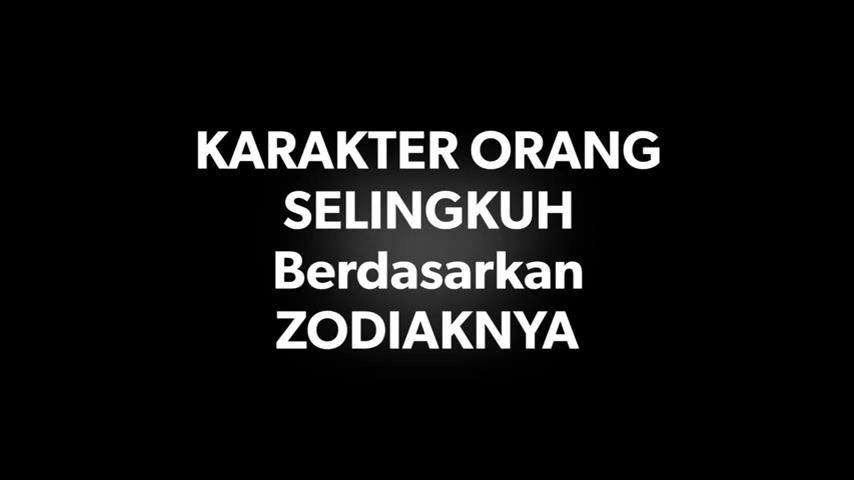 KARAKTER ORANG
SELINGKUH
Berdasarkan
ZODIAKNYA